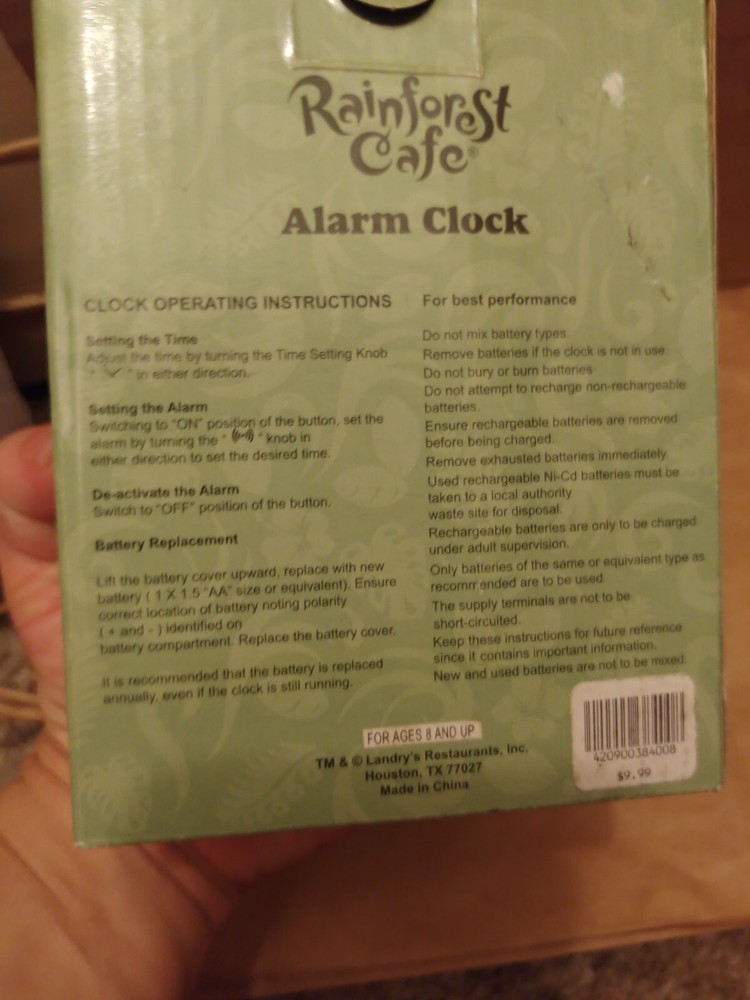 Rainforest
Cafe®
Alarm Clock
CLOCK OPERATING INSTRUCTIONS
Setting the Time
Adjust the time by turning the Time Setting Knob
" " in either direction.
Setting the Alarm
Switching to "ON" position of the button, set the
alarm by turning the " " knob in
either direction to set the desired time.
De-activate the Alarm
Switch to "OFF" position of the button.
Battery Replacement
Lift the battery cover upward, replace with new
battery ( 1 X 1.5 "AA" size or equivalent). Ensure
correct location of battery noting polarity
( + and - ) identified on
battery compartment. Replace the battery cover.
It is recommended that the battery is replaced
annually, even if the clock is still running.
For best performance
Do not mix battery types
Remove batteries if the clock is not in use
Do not bury or burn batteries
Do not attempt to recharge non-rechargeable
batteries.
Ensure rechargeable batteries are removed
before being charged.
Remove exhausted batteries immediately.
Used rechargeable Ni-Cd batteries must be
taken to a local authority
waste site for disposal.
Rechargeable batteries are only to be charged
under adult supervision.
Only batteries of the same or equivalent type as
recommended are to be used
The supply terminals are not to be
short-circuited.
Keep these instructions for future reference
since it contains important information.
New and used batteries are not to be mixed.
FOR AGES 8 AND UP
TM & © Landry's Restaurants, Inc.
Houston, TX 77027
Made in China
420900384008
$9.99